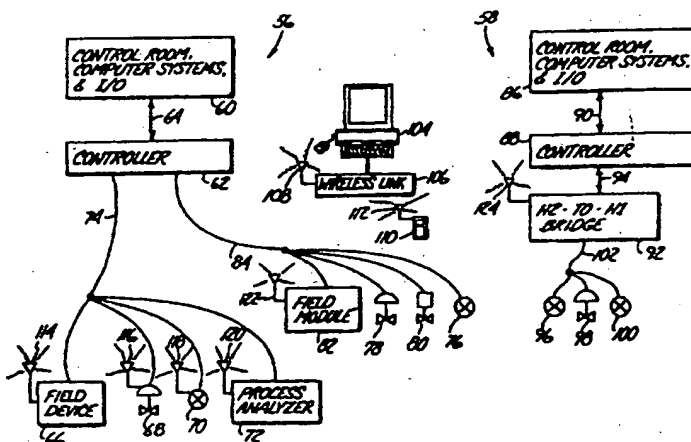 56
58
CONTROL ROOM,
COMPUTER SYSTEMS,
& I/O
60
64
CONTROLLER
62
74
84
104
108
WIRELESS LINK
106
112
110
CONTROL ROOM,
COMPUTER SYSTEMS,
& I/O
86
90
88
CONTROLLER
94
124
H2-TO-H1
BRIDGE
92
102
96
98
100
122
FIELD
MODULE
82
78
80
76
114
116
118
120
FIELD
DEVICE
66
68
70
PROCESS
ANALYZER
72